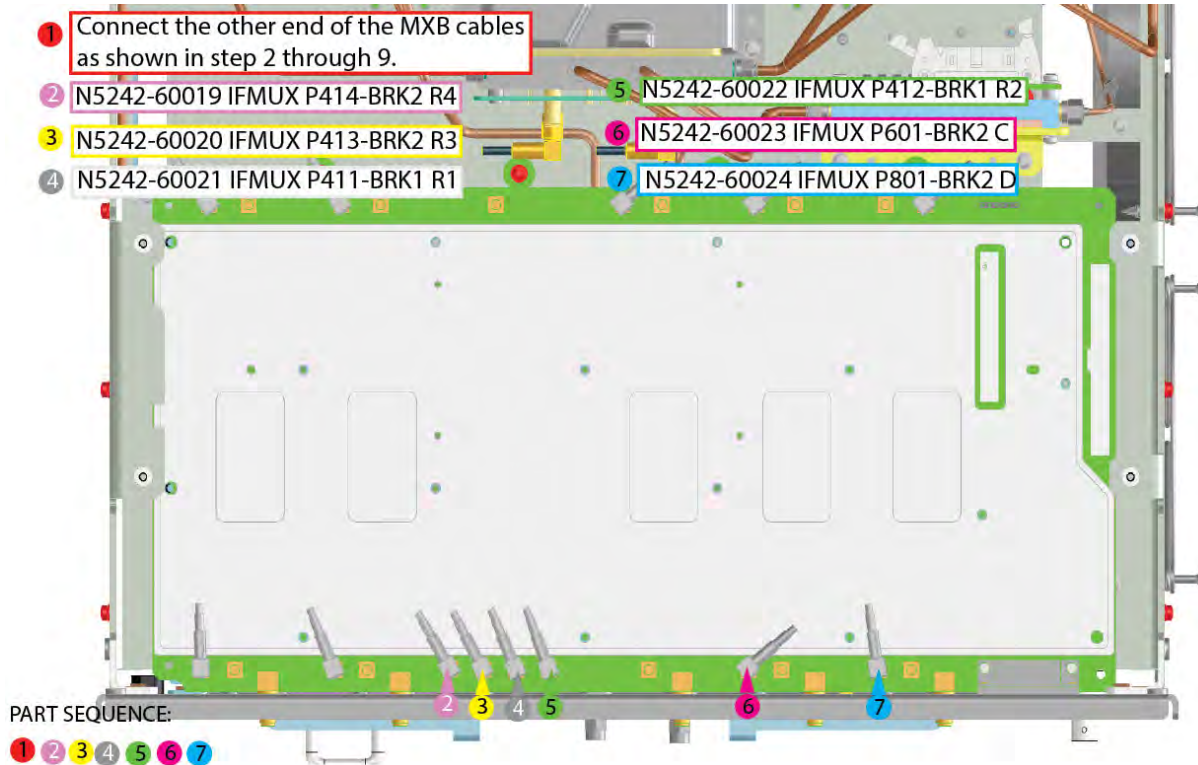 1 Connect the other end of the MXB cables
as shown in step 2 through 9.
2 N5242-60019 IFMUX P414-BRK2 R4
3 N5242-60020 IFMUX P413-BRK2 R3
4 N5242-60021 IFMUX P411-BRK1 R1
5 N5242-60022 IFMUX P412-BRK1 R2
6 N5242-60023 IFMUX P601-BRK2 C
7 N5242-60024 IFMUX P801-BRK2 D
2 3 4 5 6 7
PART SEQUENCE:
1 2 3 4 5 6 7